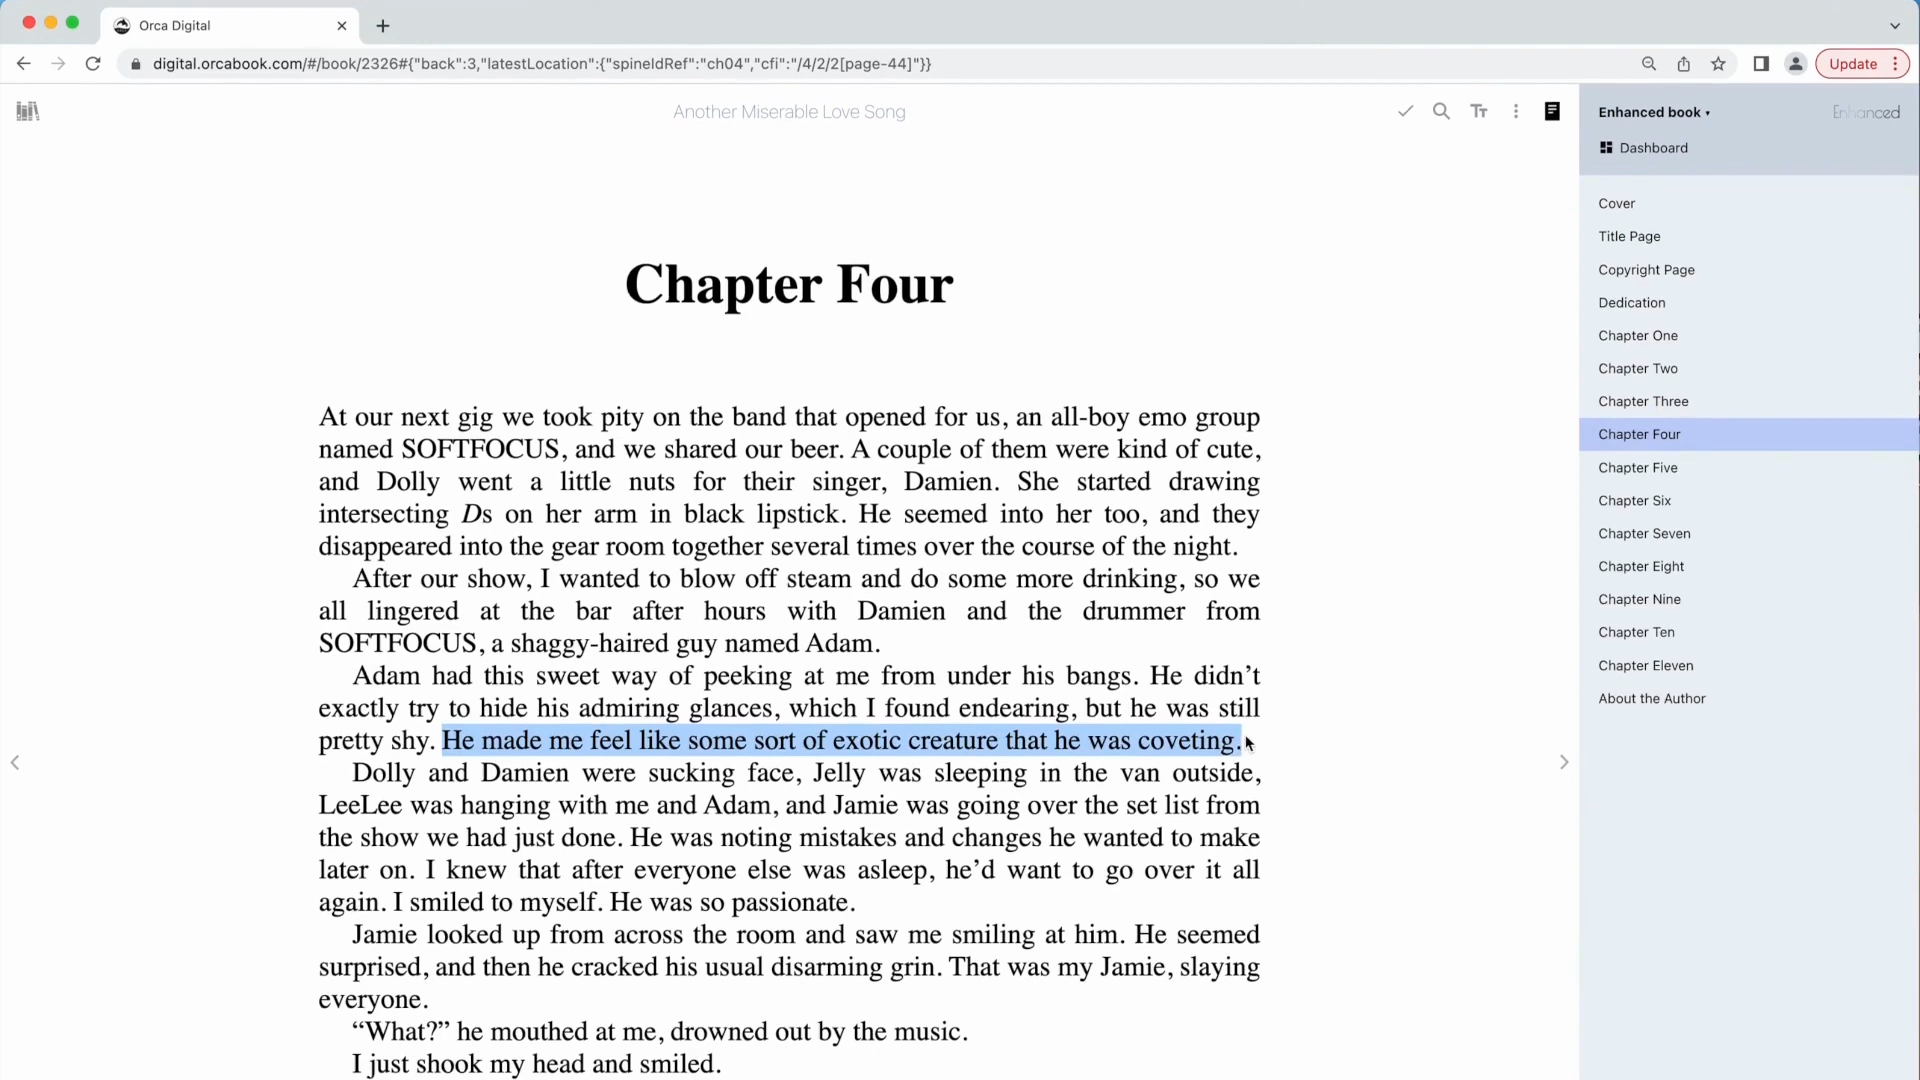 Orca Digital
digital.orcabook.com/#/book/2326#{"back":3,"latestLocation":{"spineIdRef":"ch04","cfi":"/4/2/2[page-44]"}}
Update
Another Miserable Love Song
Tт
Enhanced book
Enhanced
Dashboard
Chapter Four
At our next gig we took pity on the band that opened for us, an all-boy emo group
named SOFTFOCUS, and we shared our beer. A couple of them were kind of cute,
and Dolly went a little nuts for their singer, Damien. She started drawing
intersecting Ds on her arm in black lipstick. He seemed into her too, and they
disappeared into the gear room together several times over the course of the night.
After our show, I wanted to blow off steam and do some more drinking, so we
all lingered at the bar after hours with Damien and the drummer from
SOFTFOCUS, a shaggy-haired guy named Adam.
Adam had this sweet way of peeking at me from under his bangs. He didn’t
exactly try to hide his admiring glances, which I found endearing, but he was still
pretty shy. He made me feel like some sort of exotic creature that he was coveting.
Dolly and Damien were sucking face, Jelly was sleeping in the van outside,
LeeLee was hanging with me and Adam, and Jamie was going over the set list from
the show we had just done. He was noting mistakes and changes he wanted to make
later on. I knew that after everyone else was asleep, he’d want to go over it all
again. I smiled to myself. He was so passionate.
Jamie looked up from across the room and saw me smiling at him. He seemed
surprised, and then he cracked his usual disarming grin. That was my Jamie, slaying
everyone.
“What?” he mouthed at me, drowned out by the music.
I just shook my head and smiled.
Cover
Title Page
Copyright Page
Dedication
Chapter One
Chapter Two
Chapter Three
Chapter Four
Chapter Five
Chapter Six
Chapter Seven
Chapter Eight
Chapter Nine
Chapter Ten
Chapter Eleven
About the Author